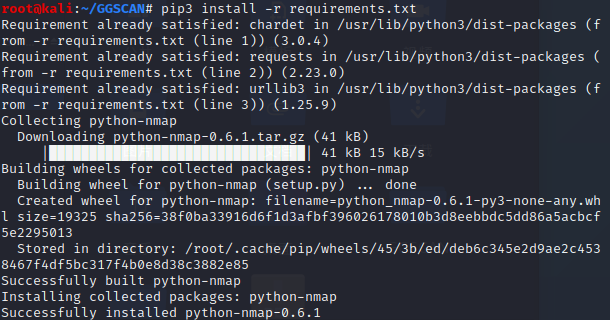 root@kali:~/GGSCAN# pip3 install -r requirements.txt
Requirement already satisfied: chardet in /usr/lib/python3/dist-packages (f
rom -r requirements.txt (line 1)) (3.0.4)
Requirement already satisfied: requests in /usr/lib/python3/dist-packages (
from -r requirements.txt (line 2)) (2.23.0)
Requirement already satisfied: urllib3 in /usr/lib/python3/dist-packages (f
rom -r requirements.txt (line 3)) (1.25.9)
Collecting python-nmap
  Downloading python-nmap-0.6.1.tar.gz (41 kB)
     |████████████████████████████████| 41 kB 15 kB/s
Building wheels for collected packages: python-nmap
  Building wheel for python-nmap (setup.py) ... done
  Created wheel for python-nmap: filename=python_nmap-0.6.1-py3-none-any.wh
l size=19325 sha256=38f0ba33916d6f1d3afbf396026178010b3d8eebbdc5dd86a5acbcf
5e2295013
  Stored in directory: /root/.cache/pip/wheels/45/3b/ed/deb6c345e2d9ae2c453
8467f4df5bc317f4b0e8d38c3882e85
Successfully built python-nmap
Installing collected packages: python-nmap
Successfully installed python-nmap-0.6.1